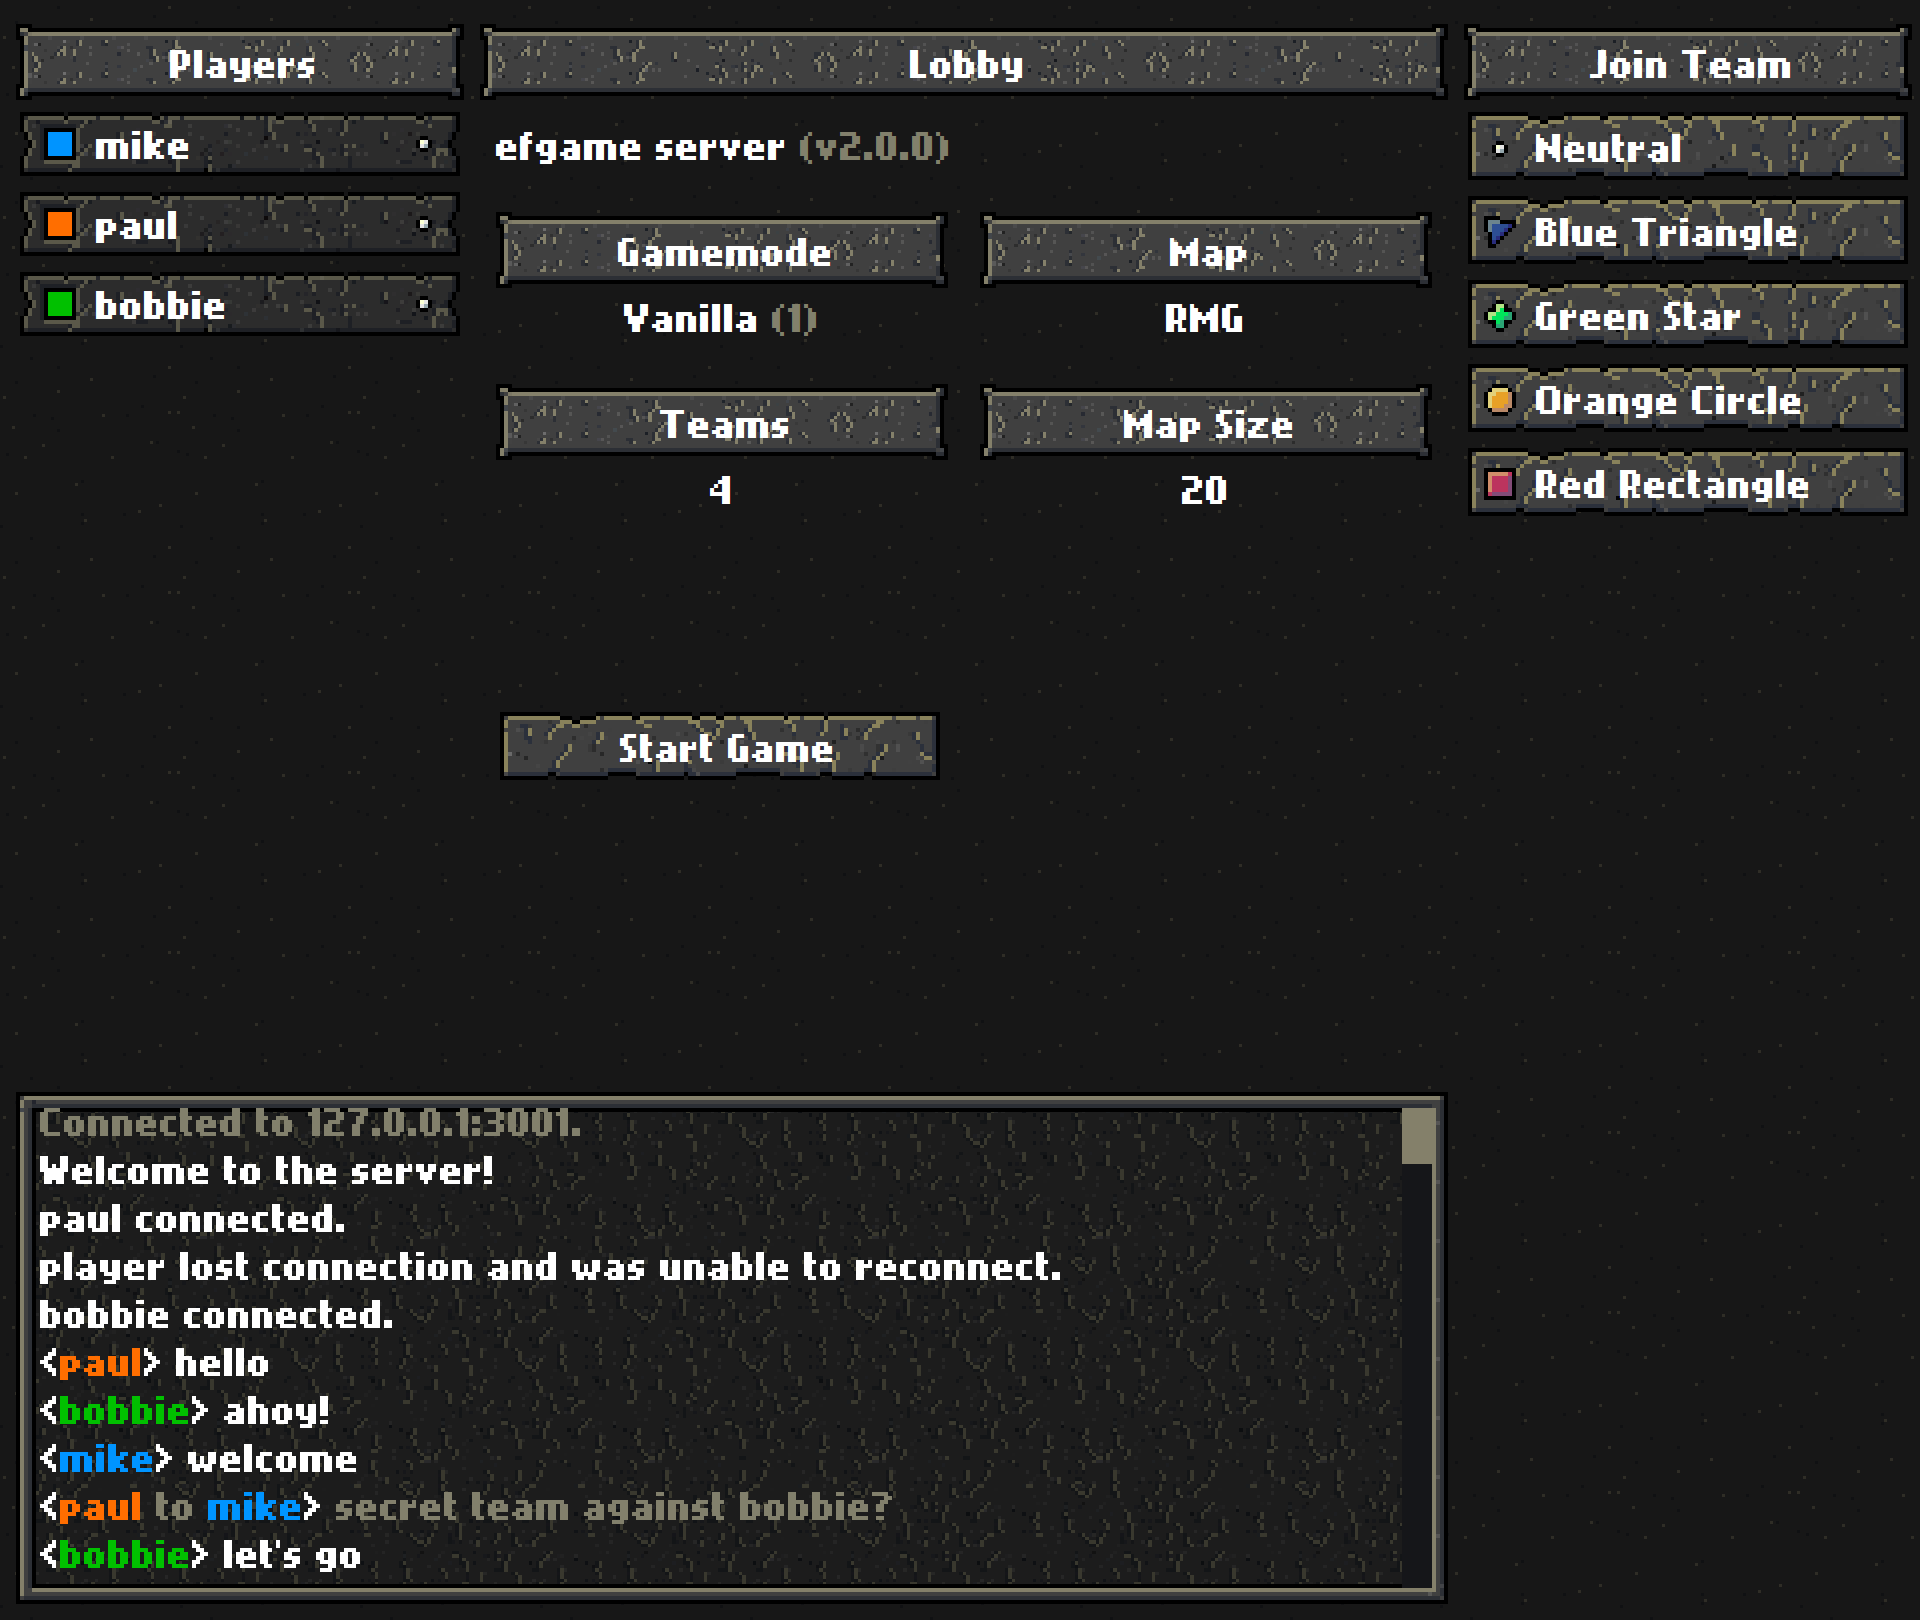 Players
mike
paul
bobbie
Lobby
efgame server (v2.0.0)
Gamemode
Vanilla (1)
Map
RMG
Teams
4
Map Size
20
Start Game
Join Team
Neutral
Blue Triangle
Green Star
Orange Circle
Red Rectangle
Connected to 127.0.0.1:3001.
Welcome to the server!
paul connected.
player lost connection and was unable to reconnect.
bobbie connected.
<paul> hello
<bobbie> ahoy!
<mike> welcome
<paul to mike> secret team against bobbie?
<bobbie> let's go